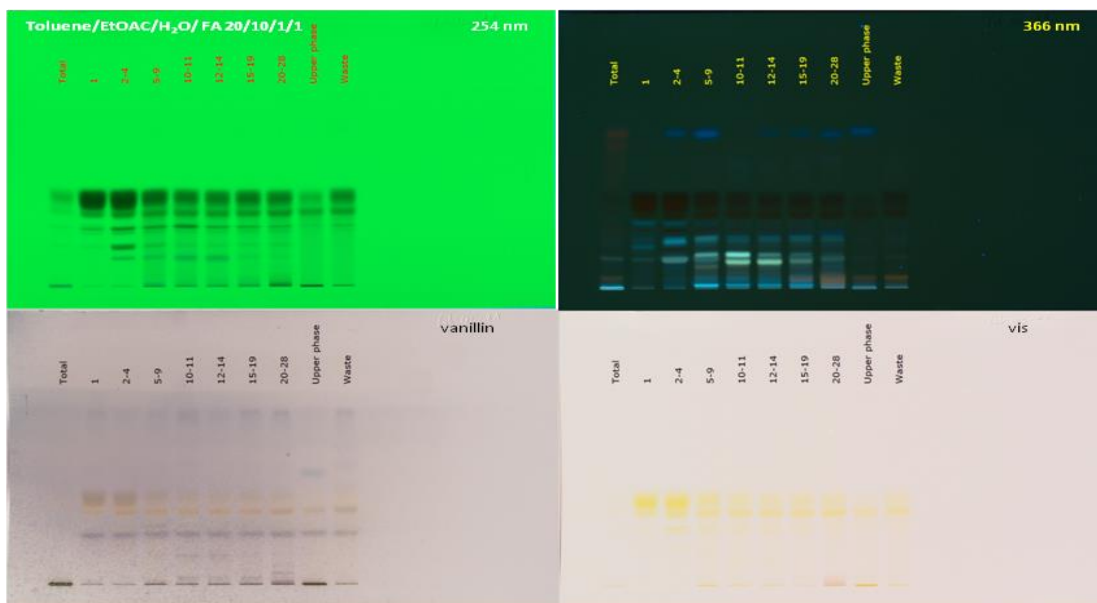 Toluene/EtOAC/H₂O/ FA 20/10/1/1 254 nm
Total 1 2-4 5-9 10-11 12-14 15-19 20-28 Upper phase Waste
366 nm
Total 1 2-4 5-9 10-11 12-14 15-19 20-28 Upper phase Waste
vanillin
Total 1 2-4 5-9 10-11 12-14 15-19 20-28 Upper phase Waste
vis
Total 1 2-4 5-9 10-11 12-14 15-19 20-28 Upper phase Waste